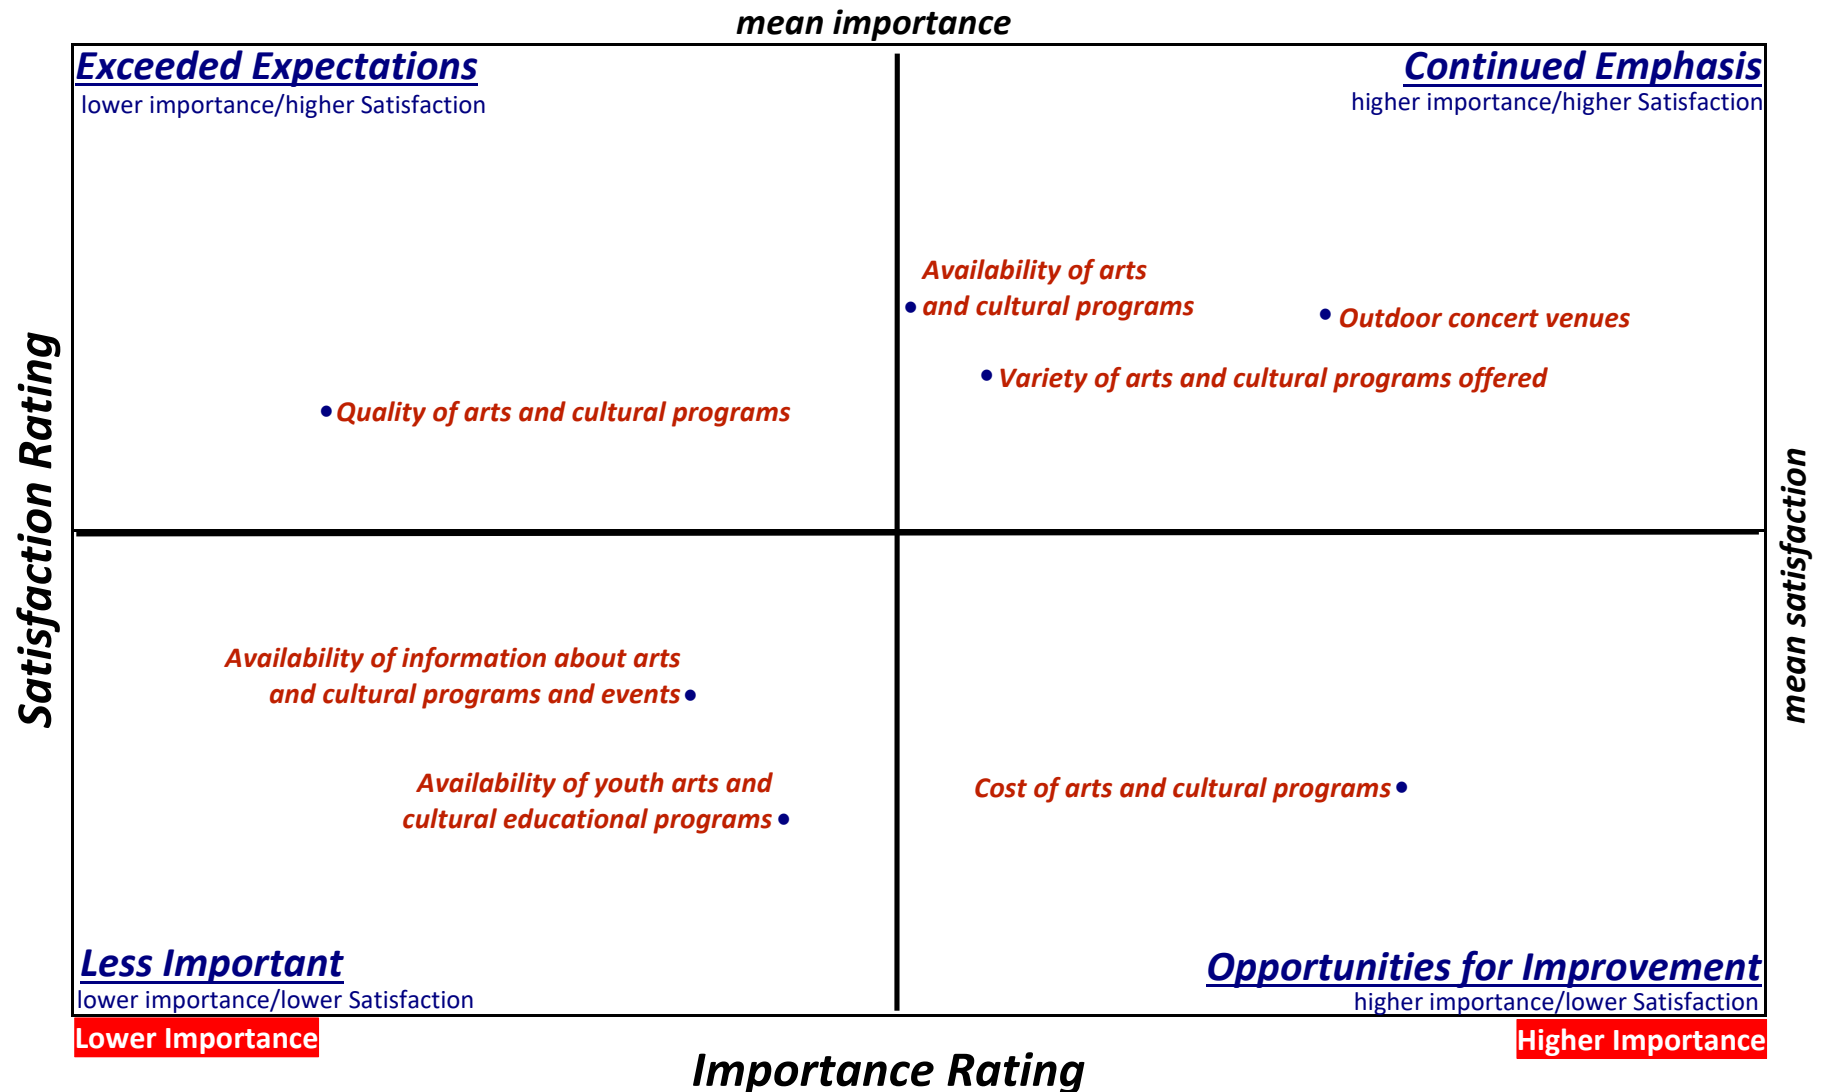 mean importance
Exceeded Expectations
lower importance/higher Satisfaction
Continued Emphasis
higher importance/higher Satisfaction
Availability of arts
and cultural programs
Outdoor concert venues
Variety of arts and cultural programs offered
Quality of arts and cultural programs
Satisfaction Rating
mean satisfaction
Availability of information about arts
and cultural programs and events
Availability of youth arts and
cultural educational programs
Cost of arts and cultural programs
Less Important
lower importance/lower Satisfaction
Opportunities for Improvement
higher importance/lower Satisfaction
Lower Importance
Higher Importance
Importance Rating